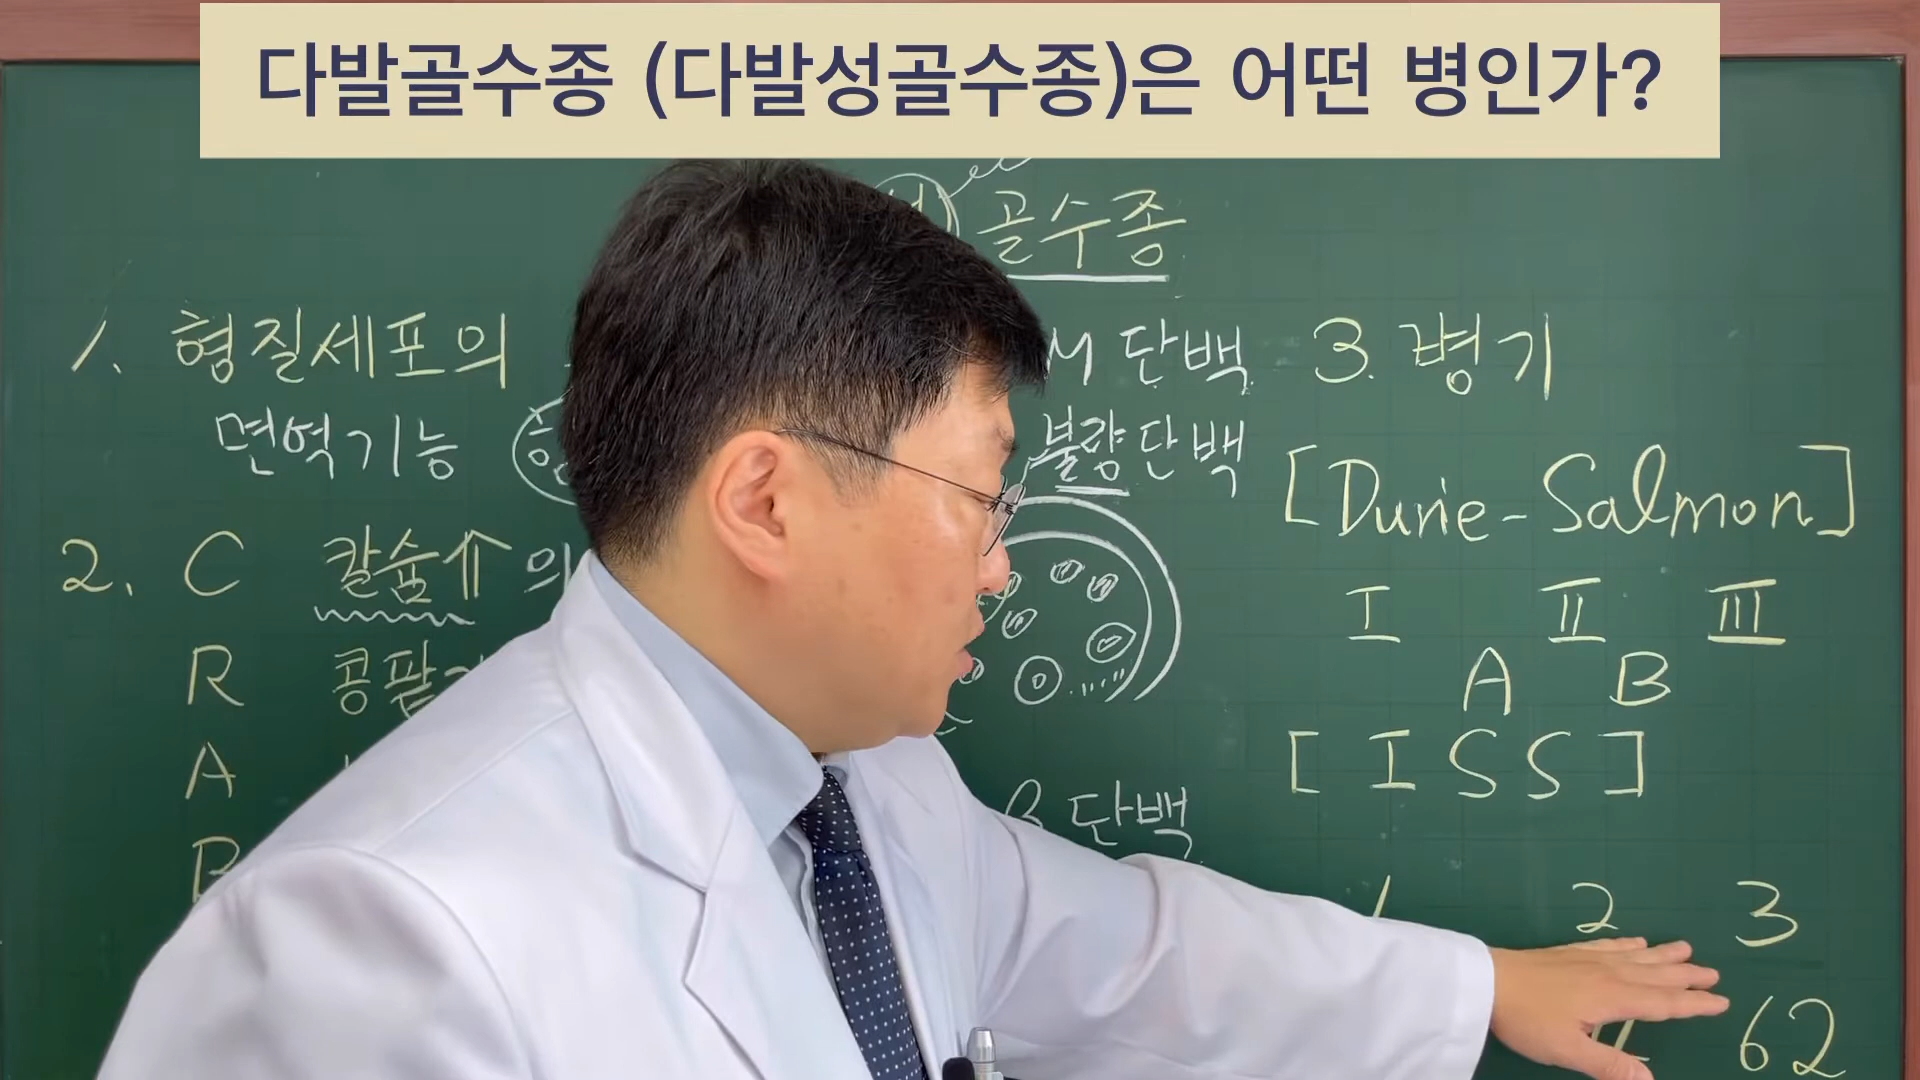 다발골수종 (다발성골수종)은 어떤 병인가?
골수종
1. 형질세포의
면역기능
M 단백
불량단백
2. C 칼슘⇑ 의
R 콩팥
A
B
단백
3. 병기
[Durie-Salmon]
I II III
A B
[ISS]
1 2 3
62